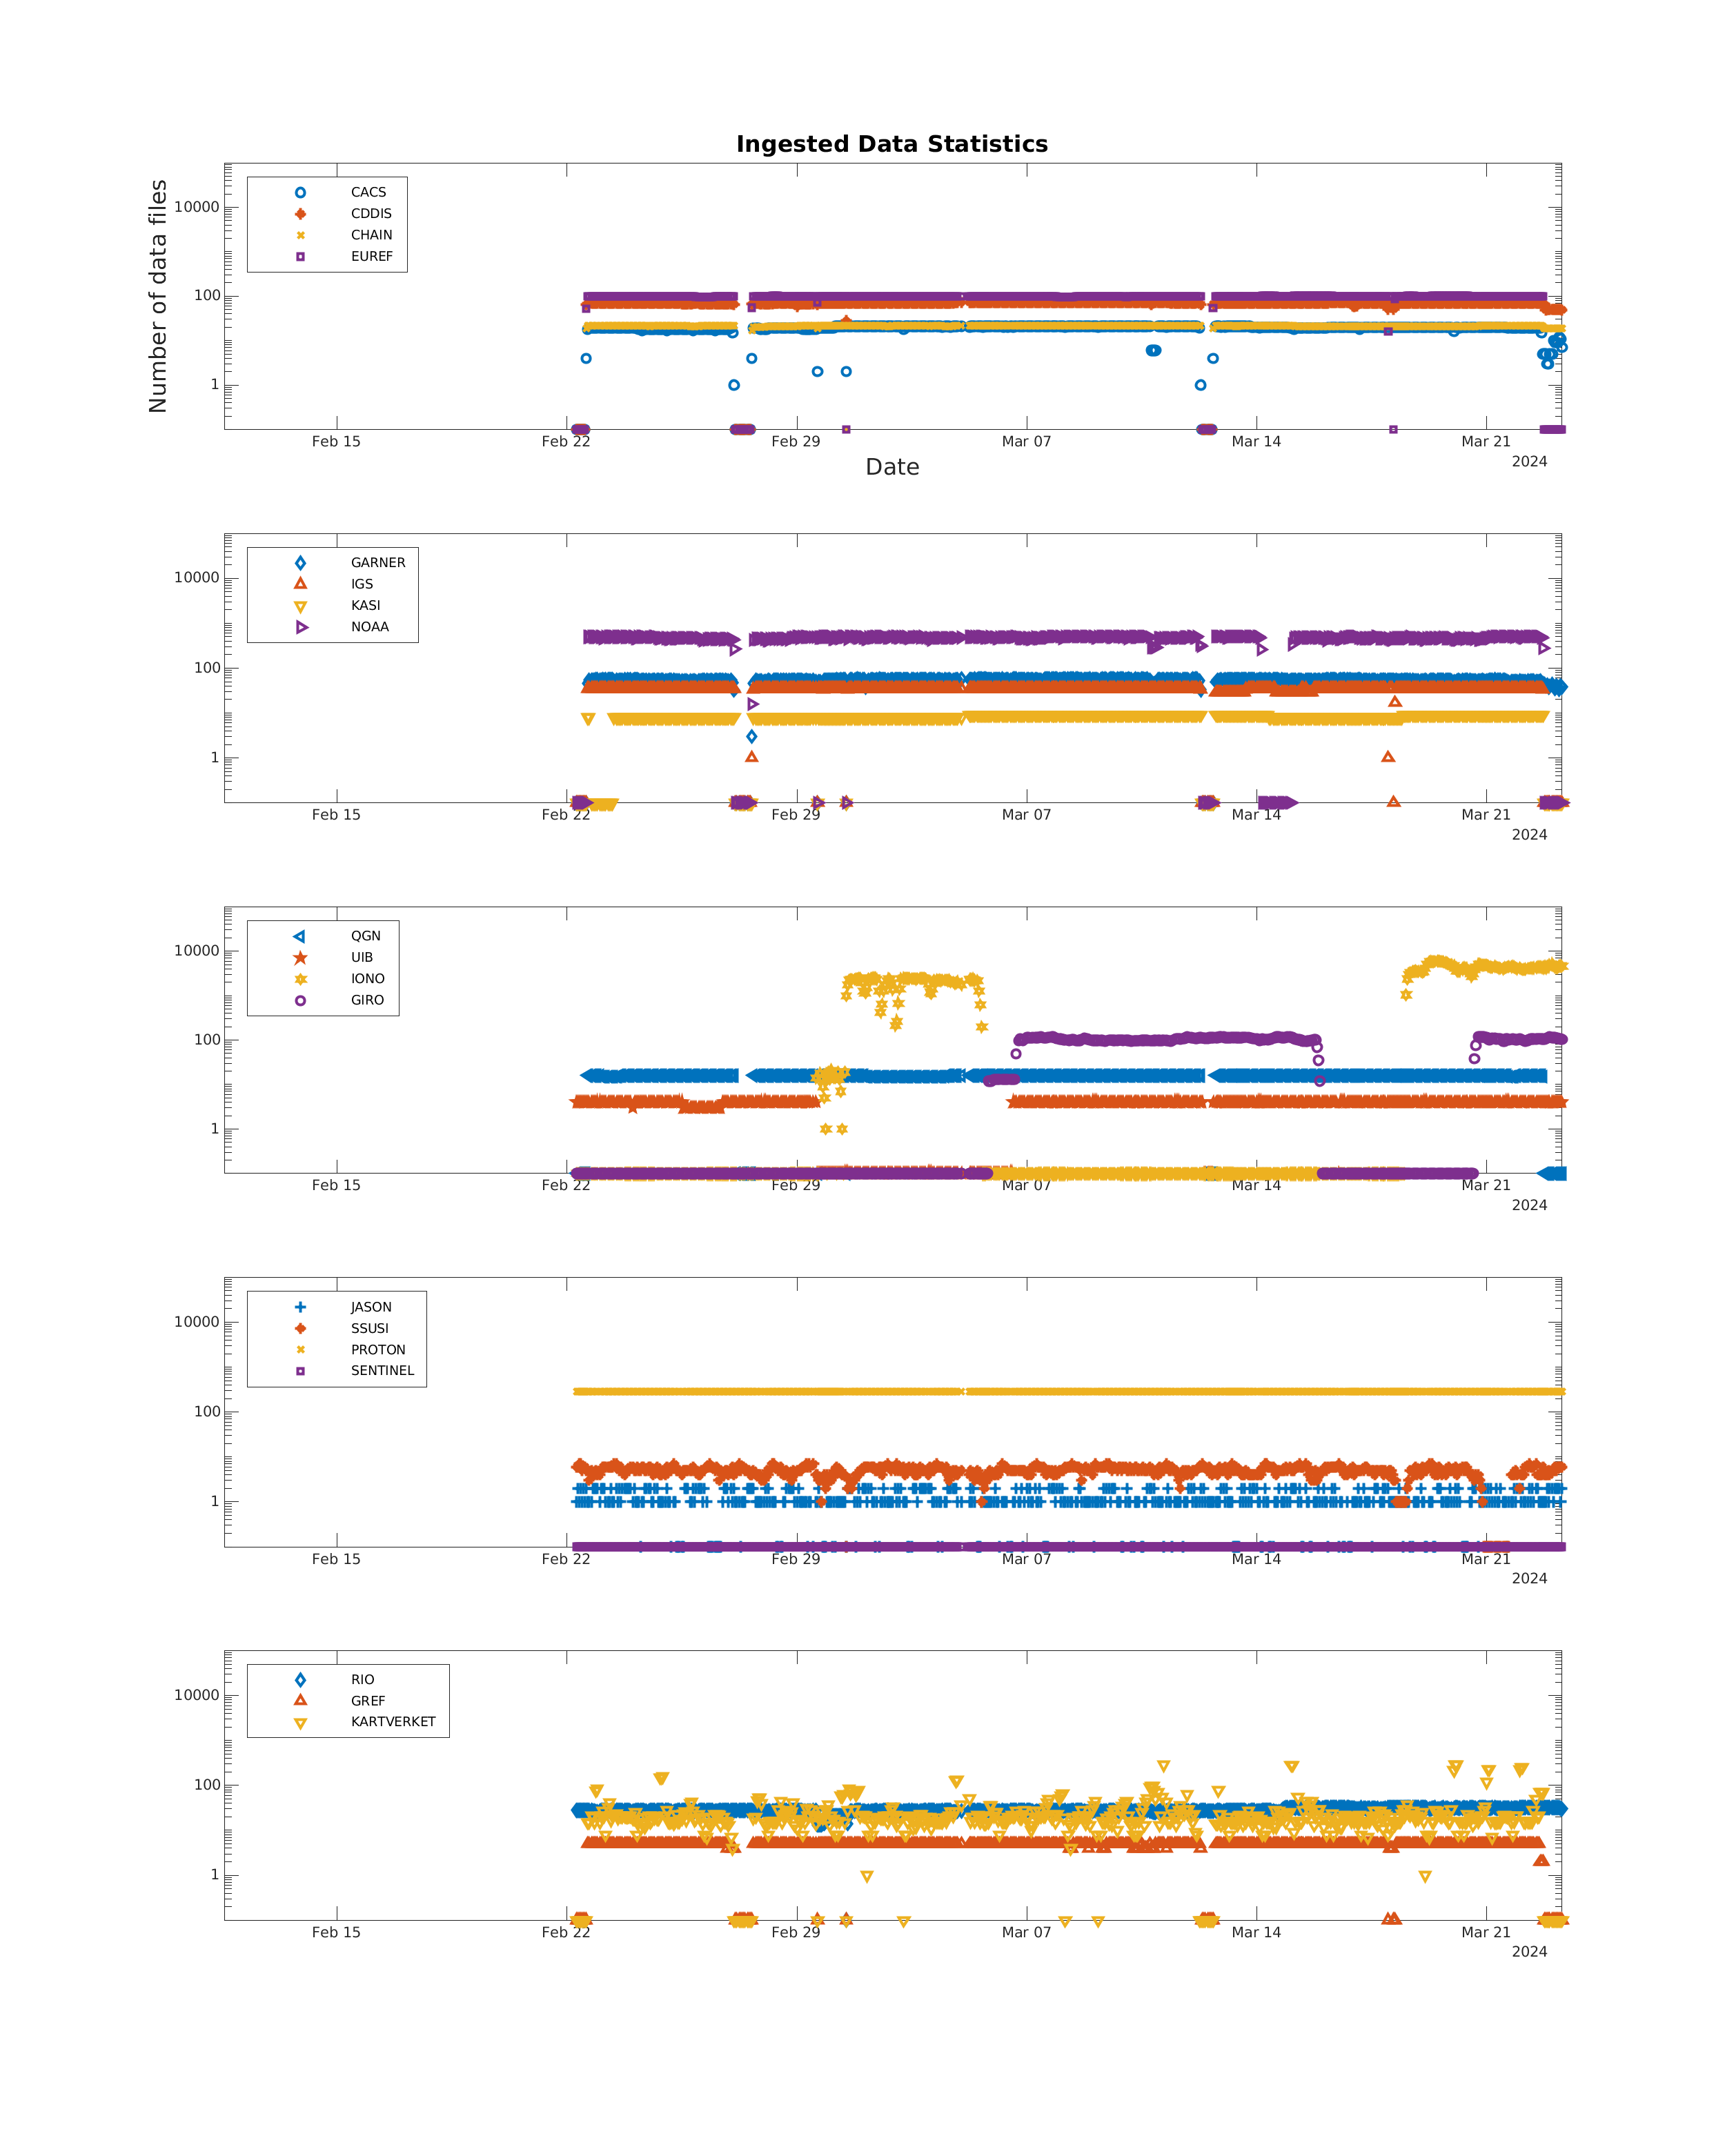 Ingested Data Statistics
Number of data files
10000
100
1
CACS
CDDIS
CHAIN
EUREF
Feb 15
Feb 22
Feb 29
Mar 07
Mar 14
Mar 21
2024
Date
10000
100
1
GARNER
IGS
KASI
NOAA
Feb 15
Feb 22
Feb 29
Mar 07
Mar 14
Mar 21
2024
10000
100
1
QGN
UIB
IONO
GIRO
Feb 15
Feb 22
Feb 29
Mar 07
Mar 14
Mar 21
2024
10000
100
1
JASON
SSUSI
PROTON
SENTINEL
Feb 15
Feb 22
Feb 29
Mar 07
Mar 14
Mar 21
2024
10000
100
1
RIO
GREF
KARTVERKET
Feb 15
Feb 22
Feb 29
Mar 07
Mar 14
Mar 21
2024